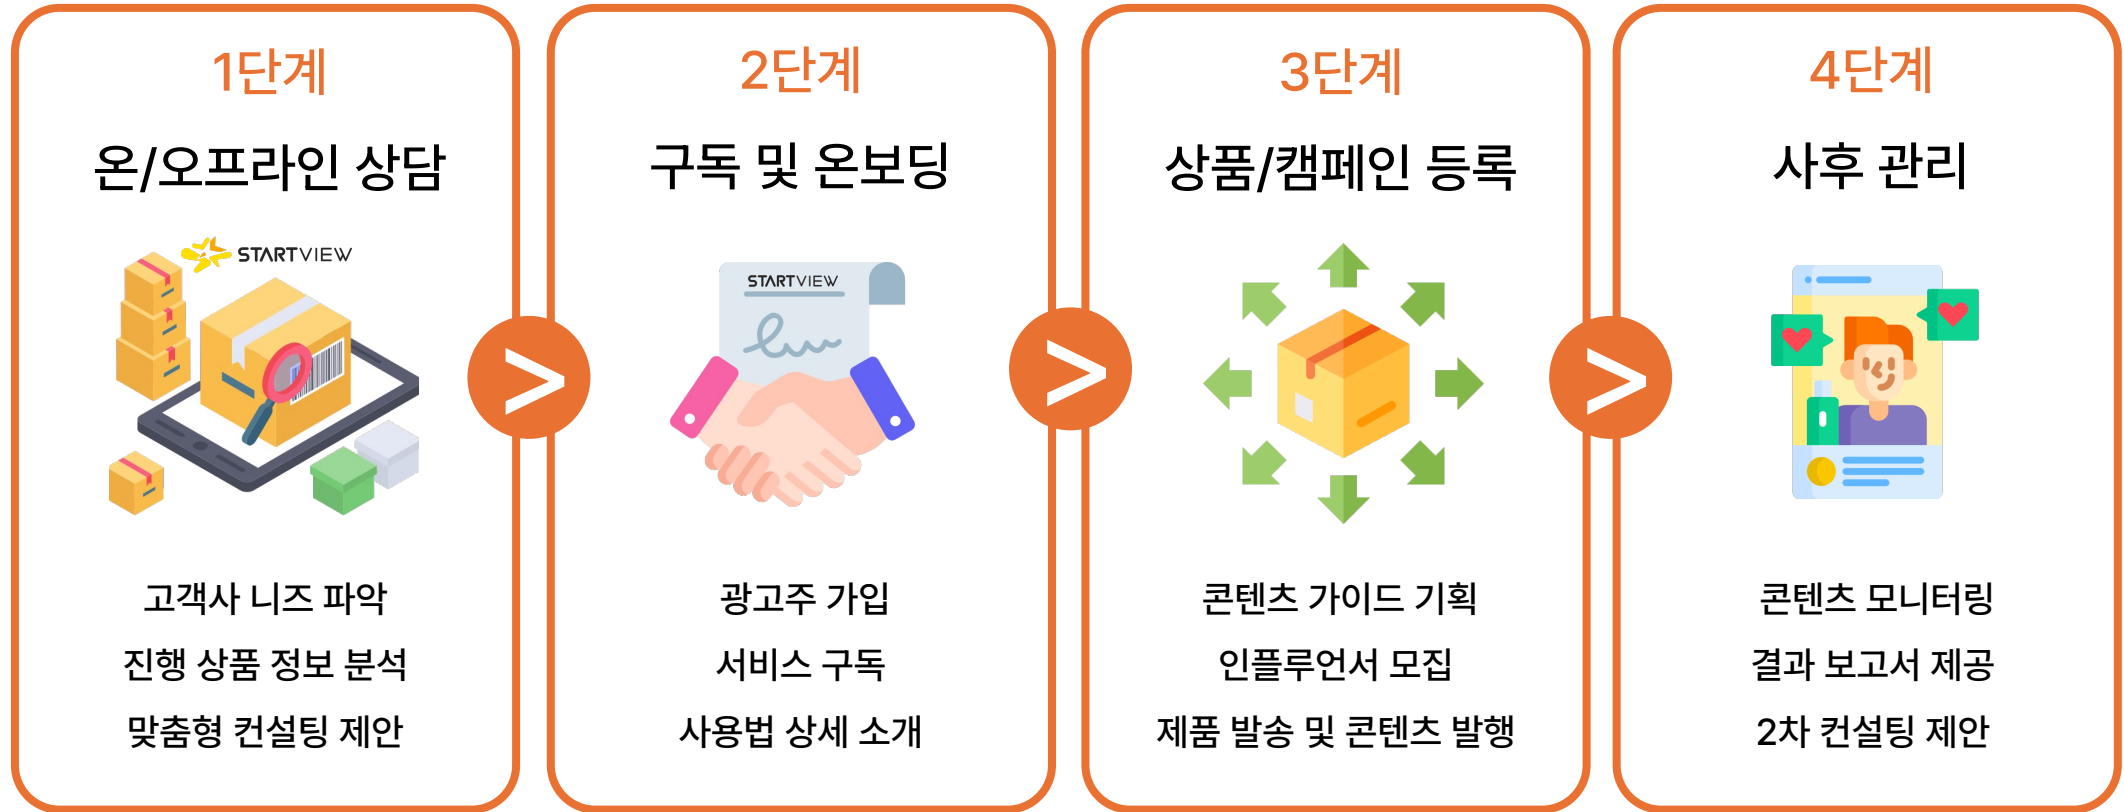 1단계
온/오프라인 상담
STARTVIEW
고객사 니즈 파악
진행 상품 정보 분석
맞춤형 컨설팅 제안
>
2단계
구독 및 온보딩
STARTVIEW
광고주 가입
서비스 구독
사용법 상세 소개
>
3단계
상품/캠페인 등록
콘텐츠 가이드 기획
인플루언서 모집
제품 발송 및 콘텐츠 발행
>
4단계
사후 관리
콘텐츠 모니터링
결과 보고서 제공
2차 컨설팅 제안